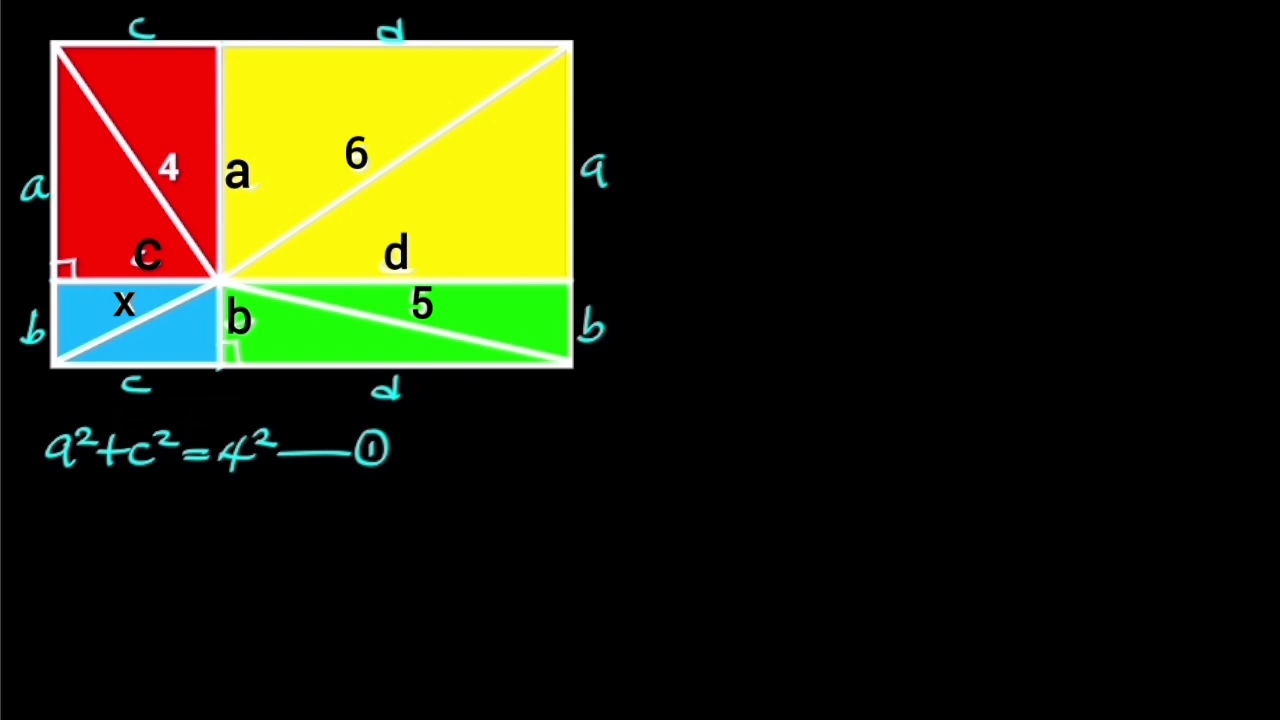 c d
4 6
a a a
c d
x 5
b b b
c d
a²+c²=4²——①